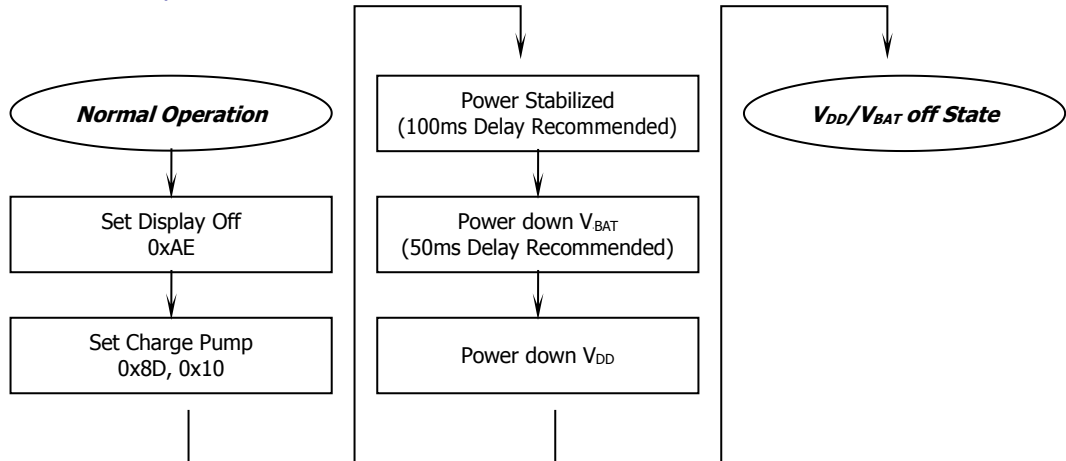 Normal Operation
Set Display Off
0xAE
Set Charge Pump
0x8D, 0x10
Power Stabilized
(100ms Delay Recommended)
Power down VBAT
(50ms Delay Recommended)
Power down VDD
VDD/VBAT off State